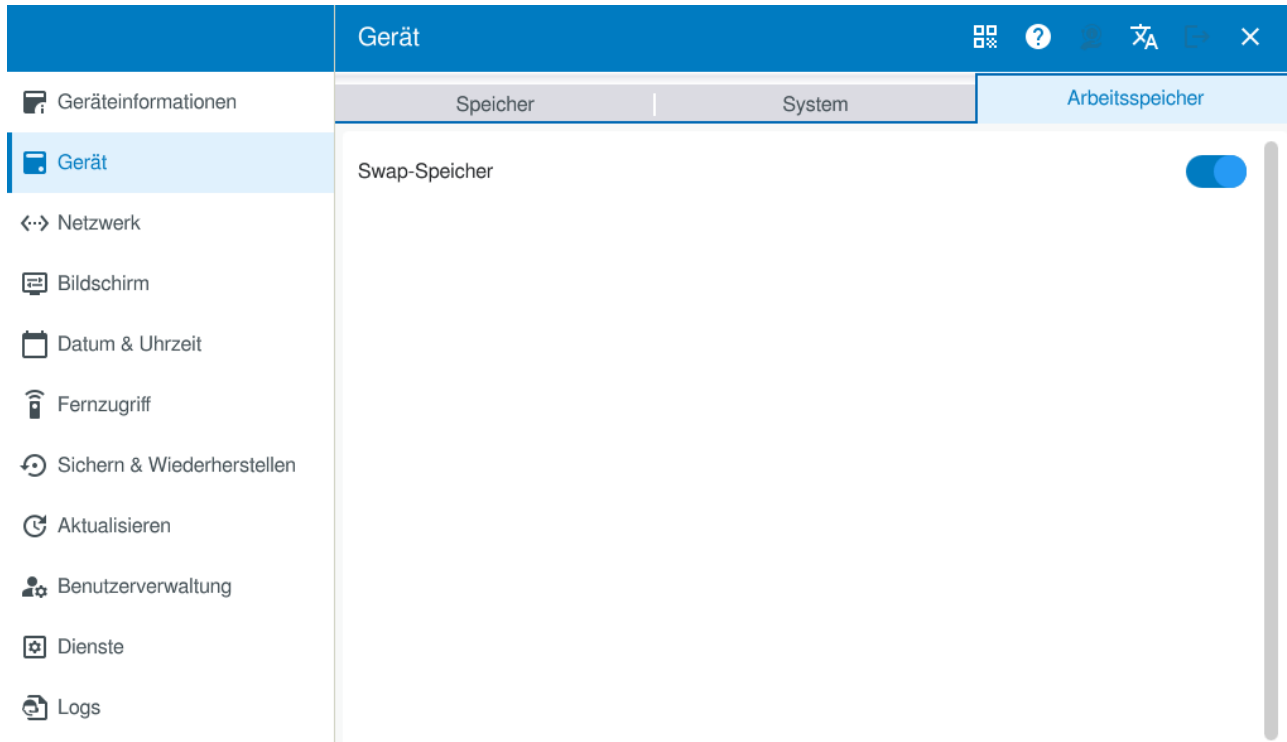 Gerät
Geräteinformationen
Gerät
Netzwerk
Bildschirm
Datum & Uhrzeit
Fernzugriff
Sichern & Wiederherstellen
Aktualisieren
Benutzerverwaltung
Dienste
Logs
Speicher
System
Arbeitsspeicher
Swap-Speicher